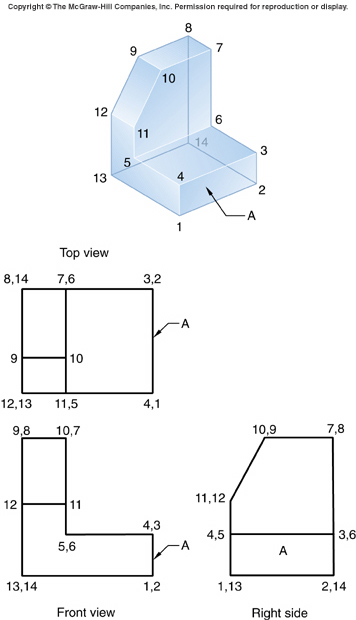 Copyright © The McGraw-Hill Companies, Inc. Permission required for reproduction or display.
8
9
7
10
12
11
6
14
5
3
13
4
2
A
1
Top view
8,14 7,6 3,2
A
9 10
12,13 11,5 4,1
9,8 10,7
12 11
4,3
5,6
A
13,14 1,2
Front view
10,9 7,8
11,12
4,5 3,6
A
1,13 2,14
Right side